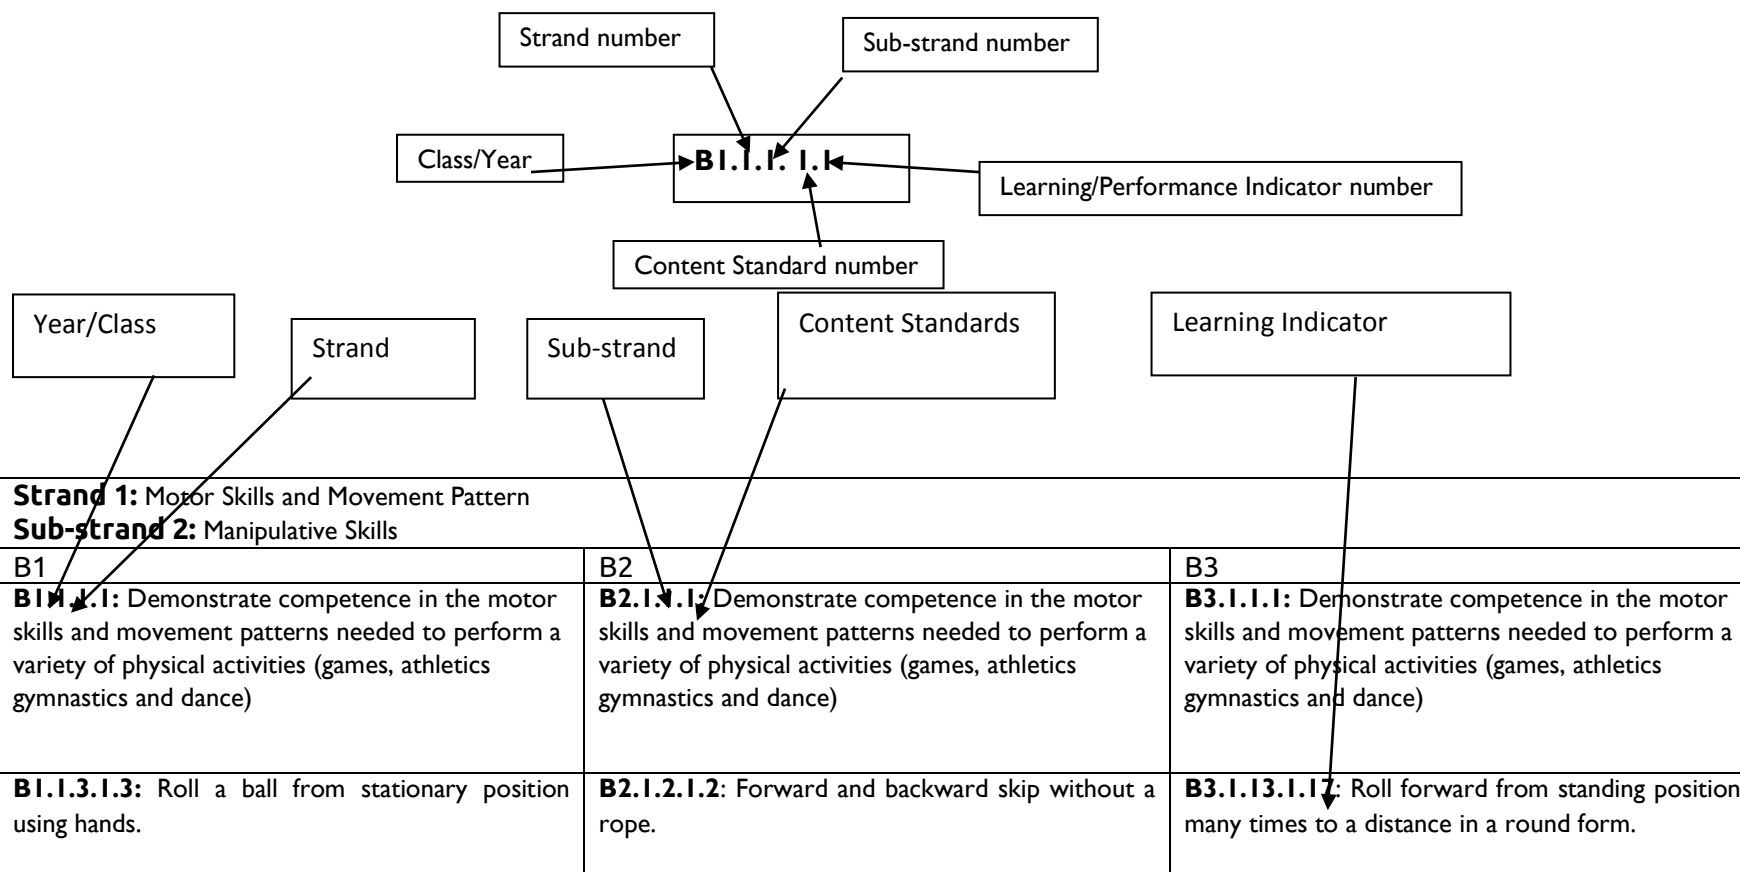 Strand number
Sub-strand number
Class/Year
B1.1.1. 1.1
Learning/Performance Indicator number
Content Standard number
Year/Class
Strand
Sub-strand
Content Standards
Learning Indicator
Strand 1: Motor Skills and Movement Pattern
Sub-strand 2: Manipulative Skills
B1
B2
B3
B1.1.1.1: Demonstrate competence in the motor
skills and movement patterns needed to perform a
variety of physical activities (games, athletics
gymnastics and dance)
B2.1.1.1: Demonstrate competence in the motor
skills and movement patterns needed to perform a
variety of physical activities (games, athletics
gymnastics and dance)
B3.1.1.1: Demonstrate competence in the motor
skills and movement patterns needed to perform a
variety of physical activities (games, athletics
gymnastics and dance)
B1.1.3.1.3: Roll a ball from stationary position
using hands.
B2.1.2.1.2: Forward and backward skip without a
rope.
B3.1.13.1.17: Roll forward from standing position
many times to a distance in a round form.